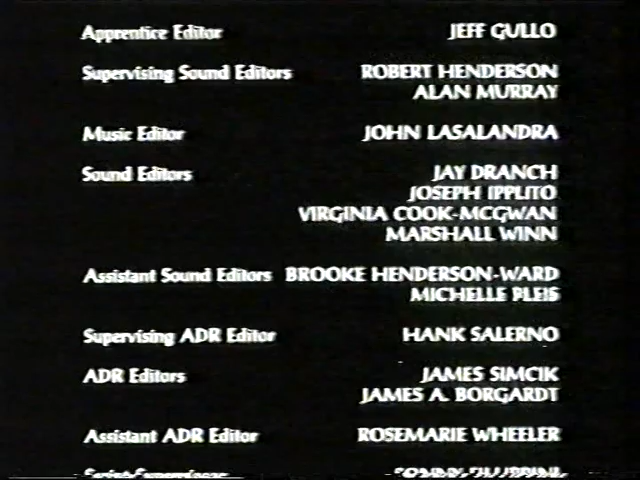 Apprentice Editor JEFF GULLO
Supervising Sound Editors ROBERT HENDERSON
ALAN MURRAY
Music Editor JOHN LASALANDRA
Sound Editors JAY DRANCH
JOSEPH IPPLITO
VIRGINIA COOK-MCGWAN
MARSHALL WINN
Assistant Sound Editors BROOKE HENDERSON-WARD
MICHELLE PLEIS
Supervising ADR Editor HANK SALERNO
ADR Editors JAMES SIMCIK
JAMES A. BORGARDT
Assistant ADR Editor ROSEMARIE WHEELER